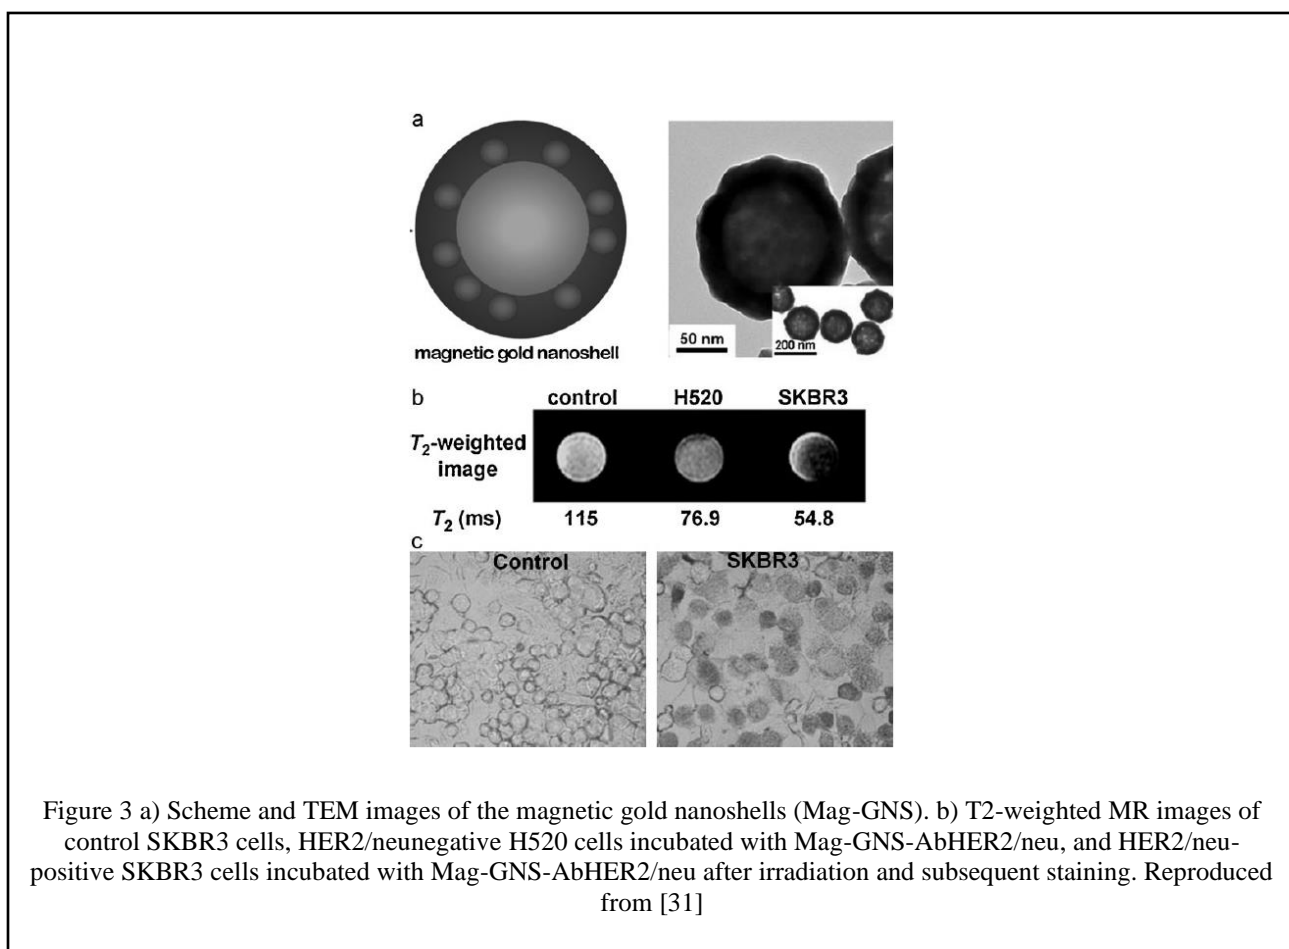 a
magnetic gold nanoshell
50 nm
200 nm
b
control H520 SKBR3
T2-weighted
image
T2 (ms) 115 76.9 54.8
c
Control SKBR3
Figure 3 a) Scheme and TEM images of the magnetic gold nanoshells (Mag-GNS). b) T2-weighted MR images of
control SKBR3 cells, HER2/neunegative H520 cells incubated with Mag-GNS-AbHER2/neu, and HER2/neu-
positive SKBR3 cells incubated with Mag-GNS-AbHER2/neu after irradiation and subsequent staining. Reproduced
from [31]